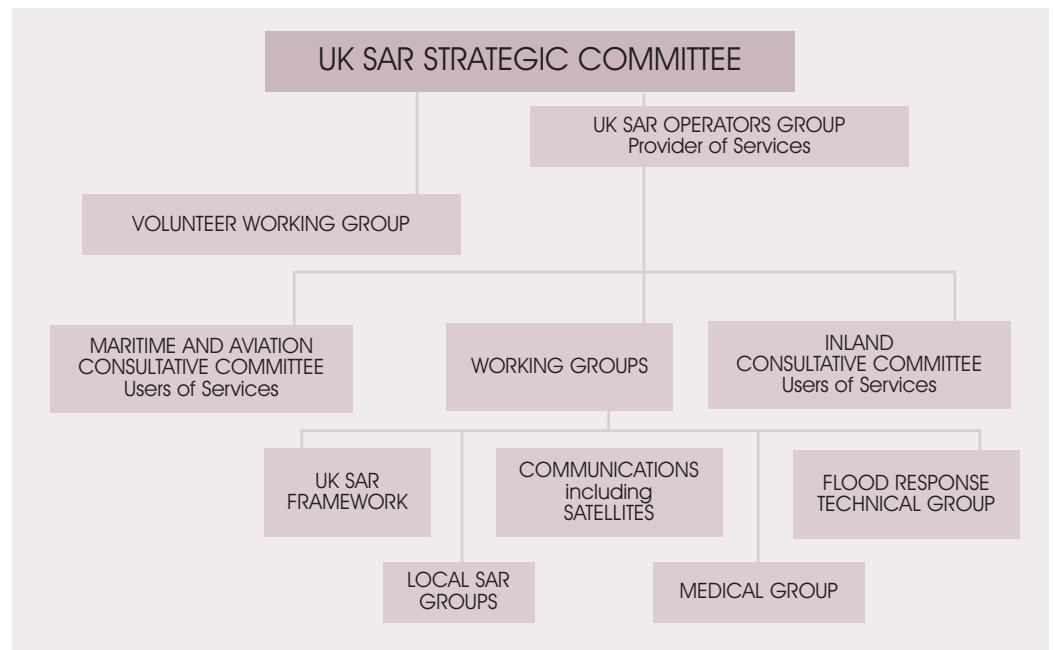 UK SAR STRATEGIC COMMITTEE
UK SAR OPERATORS GROUP
Provider of Services
VOLUNTEER WORKING GROUP
MARITIME AND AVIATION
CONSULTATIVE COMMITTEE
Users of Services
WORKING GROUPS
INLAND
CONSULTATIVE COMMITTEE
Users of Services
UK SAR
FRAMEWORK
COMMUNICATIONS
including
SATELLITES
FLOOD RESPONSE
TECHNICAL GROUP
LOCAL SAR
GROUPS
MEDICAL GROUP